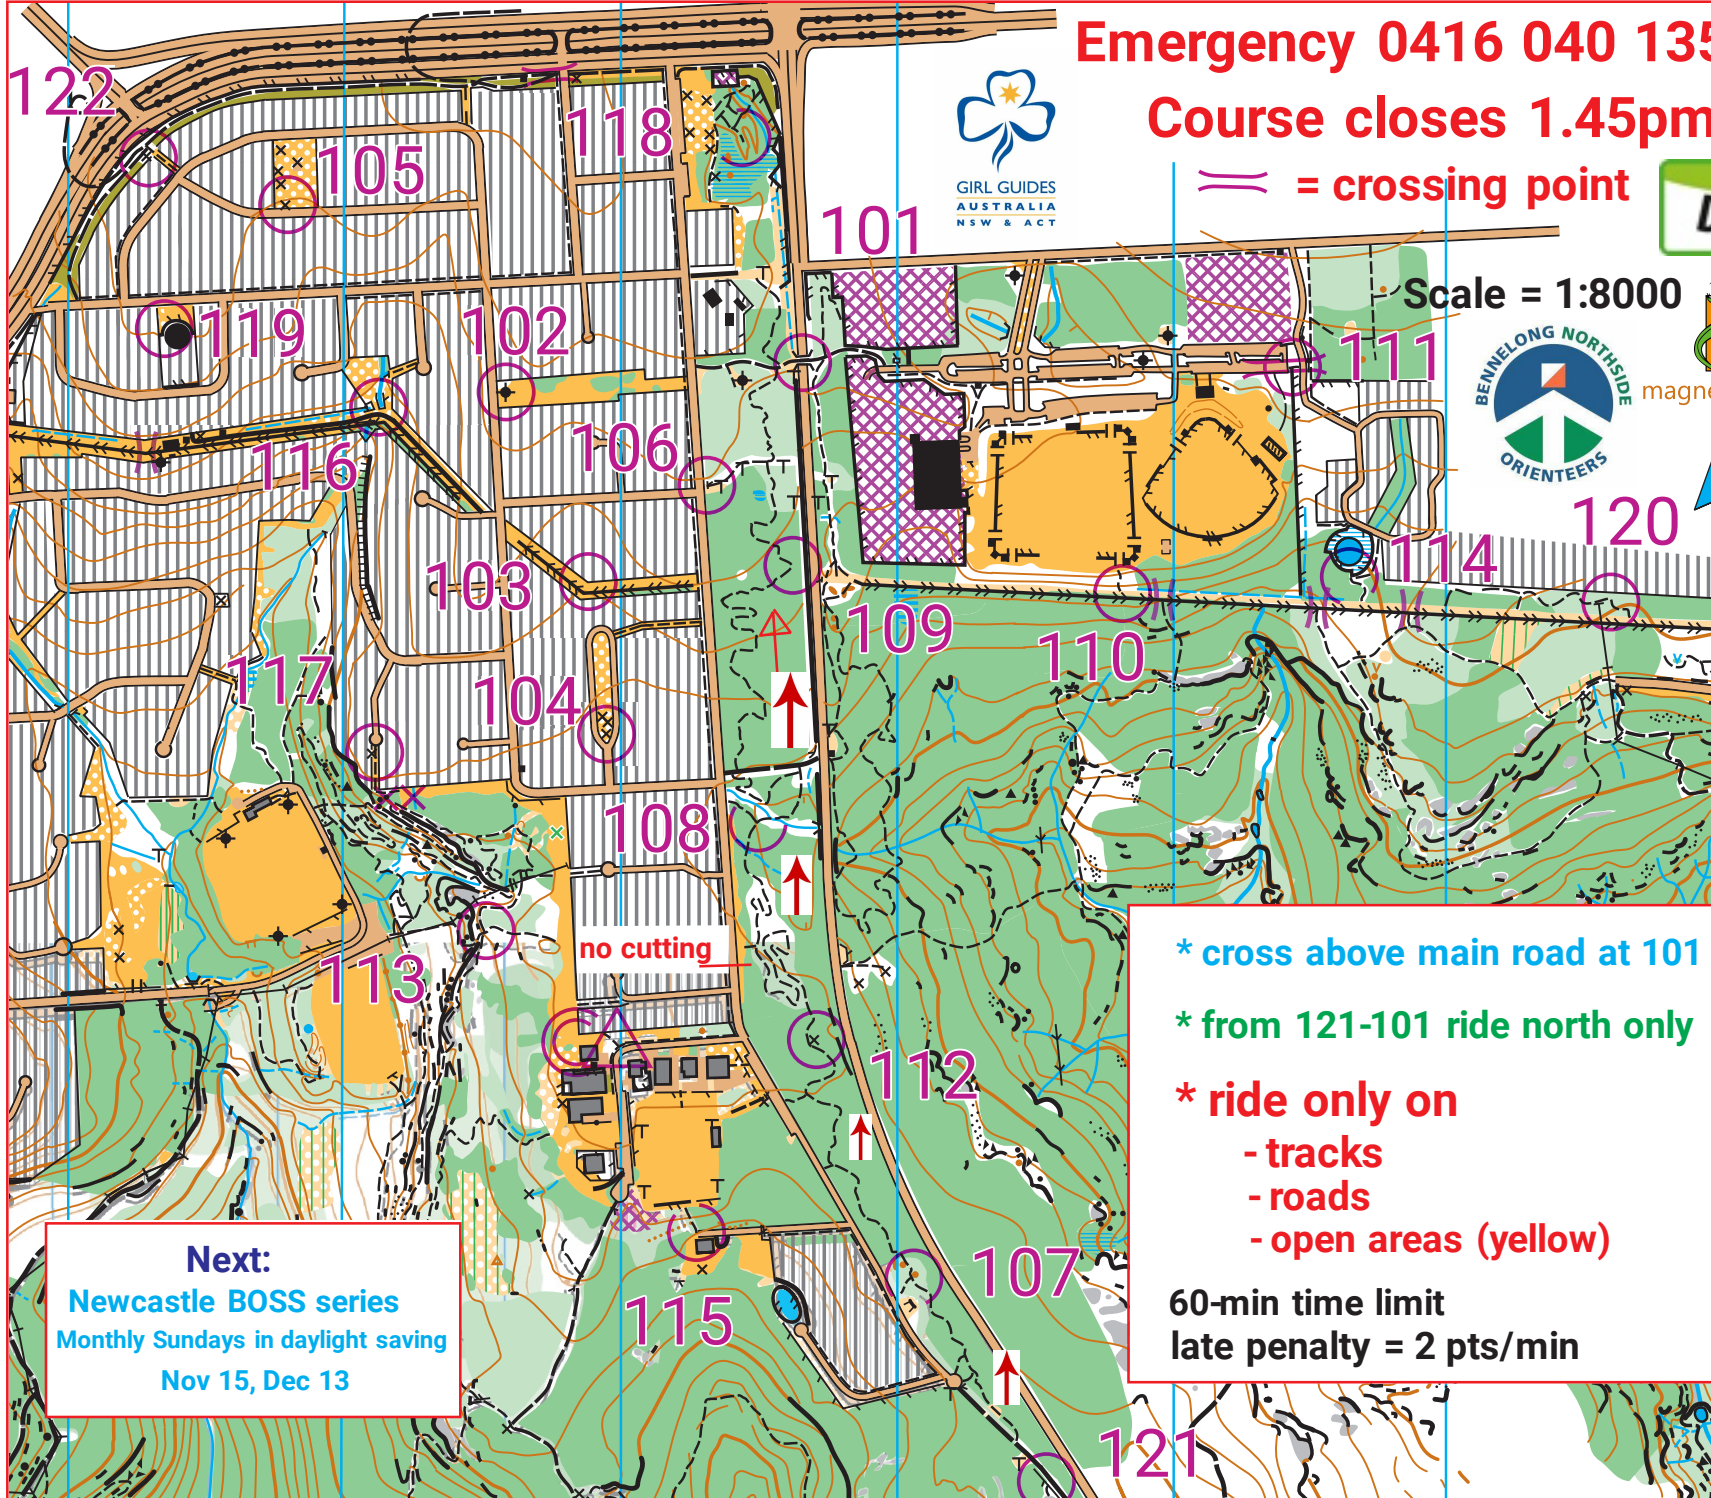 Emergency 0416 040 135
Course closes 1.45pm
= crossing point
GIRL GUIDES
AUSTRALIA
NSW & ACT
Scale = 1:8000
BENNELONG NORTHSIDE
ORIENTEERS
magne
122
118
105
101
119
102
111
106
116
120
114
103
109
110
117
104
108
no cutting
113
112
107
115
121
* cross above main road at 101
* from 121-101 ride north only
* ride only on
- tracks
- roads
- open areas (yellow)
60-min time limit
late penalty = 2 pts/min
Next:
Newcastle BOSS series
Monthly Sundays in daylight saving
Nov 15, Dec 13